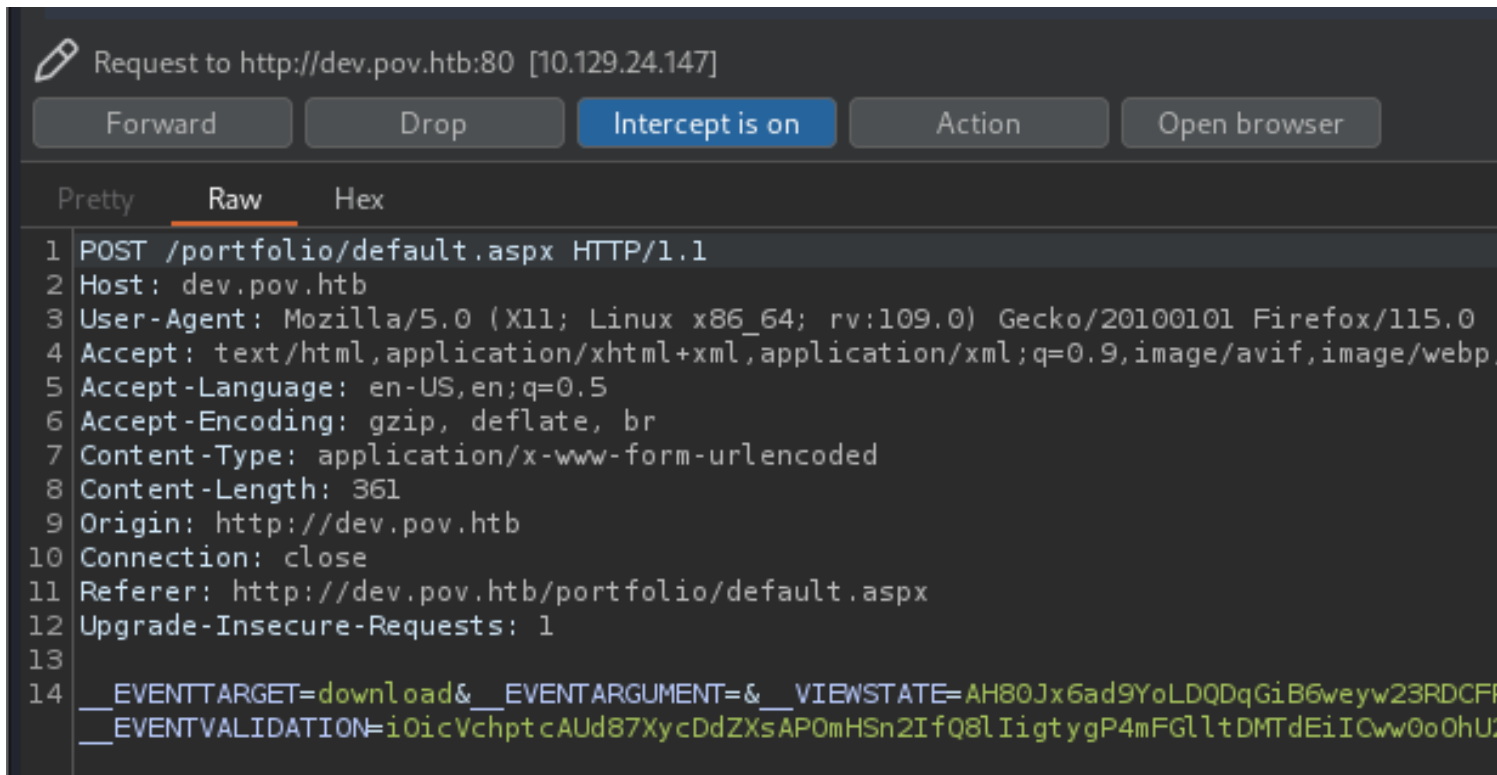 Request to http://dev.pov.htb:80 [10.129.24.147]
Forward Drop Intercept is on Action Open browser
Pretty Raw Hex
1 POST /portfolio/default.aspx HTTP/1.1
2 Host: dev.pov.htb
3 User-Agent: Mozilla/5.0 (X11; Linux x86_64; rv:109.0) Gecko/20100101 Firefox/115.0
4 Accept: text/html,application/xhtml+xml,application/xml;q=0.9,image/avif,image/webp,
5 Accept-Language: en-US,en;q=0.5
6 Accept-Encoding: gzip, deflate, br
7 Content-Type: application/x-www-form-urlencoded
8 Content-Length: 361
9 Origin: http://dev.pov.htb
10 Connection: close
11 Referer: http://dev.pov.htb/portfolio/default.aspx
12 Upgrade-Insecure-Requests: 1
13
14 __EVENTTARGET=download&__EVENTARGUMENT=&__VIEWSTATE=AH80Jx6ad9YoLDQDqGiB6weyw23RDCF
__EVENTVALIDATION=iOicVchptcAUd87XycDdZXsAPOmHSn2IfQ8lIigtygP4mFGlltDMTdEiICww0oOhU